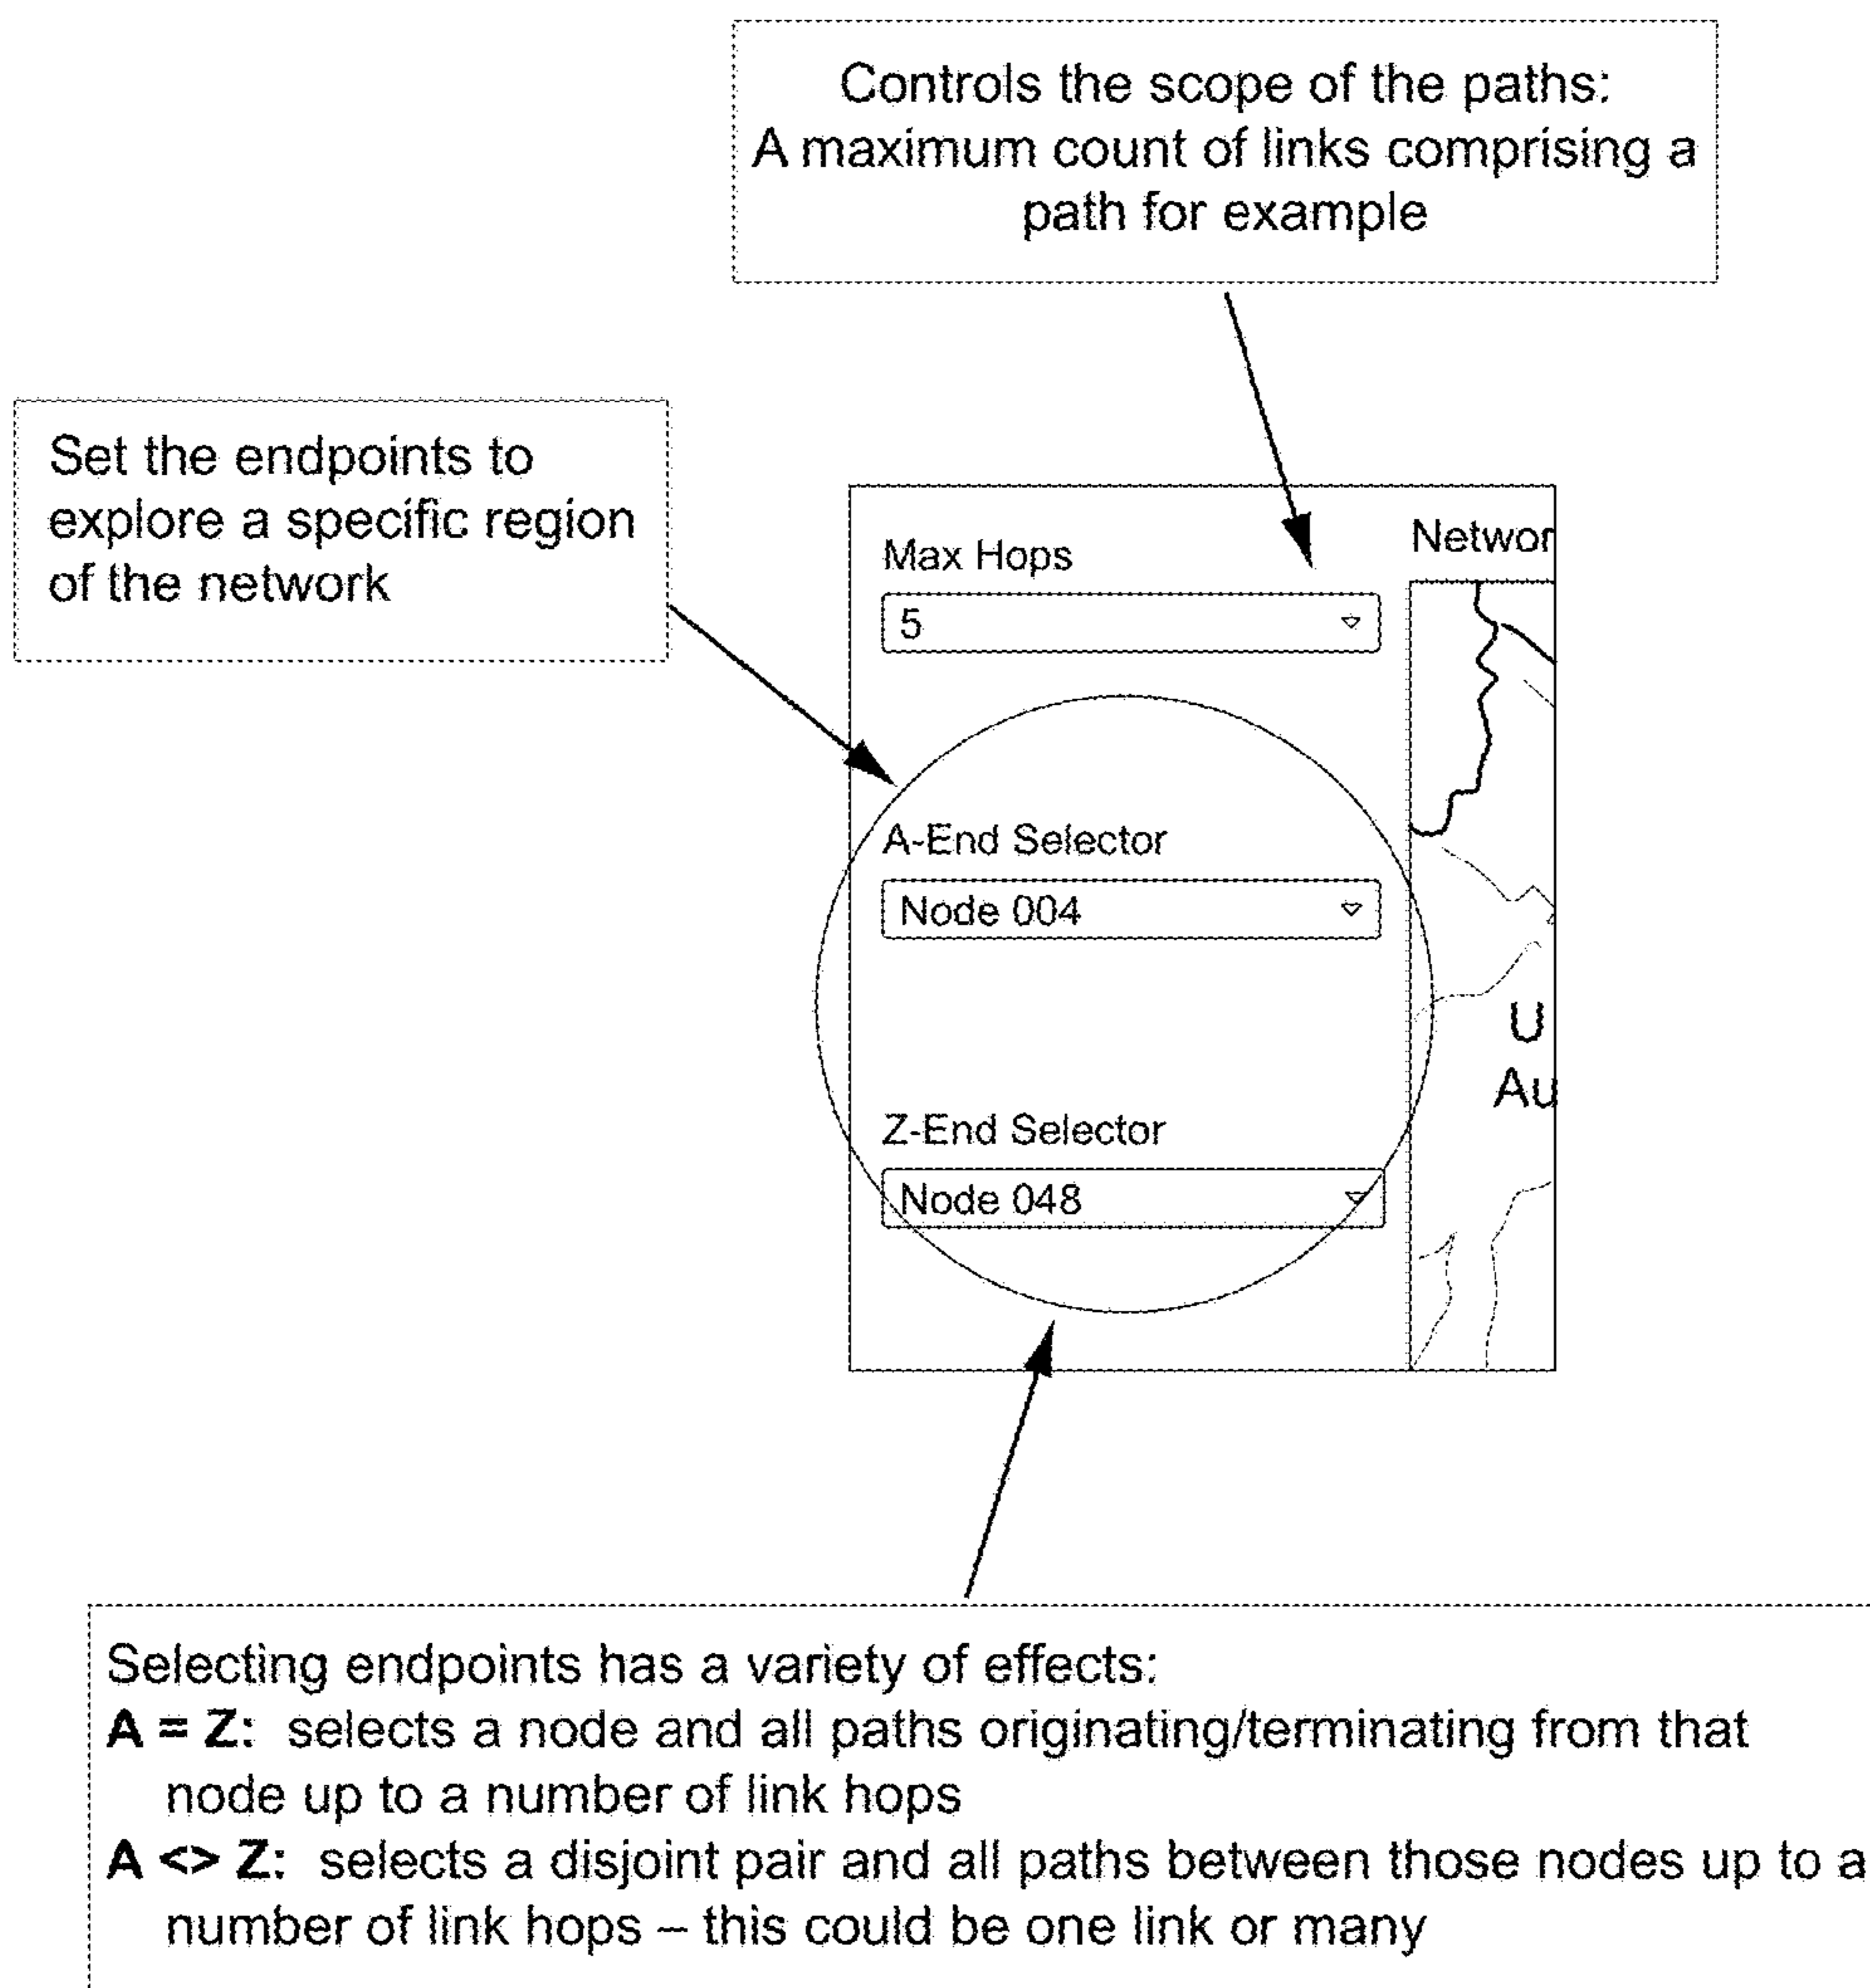 Controls the scope of the paths:
A maximum count of links comprising a
path for example
Set the endpoints to
explore a specific region
of the network
Max Hops
5
Networ
A-End Selector
Node 004
U
Au
Z-End Selector
Node 048
Selecting endpoints has a variety of effects:
A = Z: selects a node and all paths originating/terminating from that
node up to a number of link hops
A <> Z: selects a disjoint pair and all paths between those nodes up to a
number of link hops – this could be one link or many